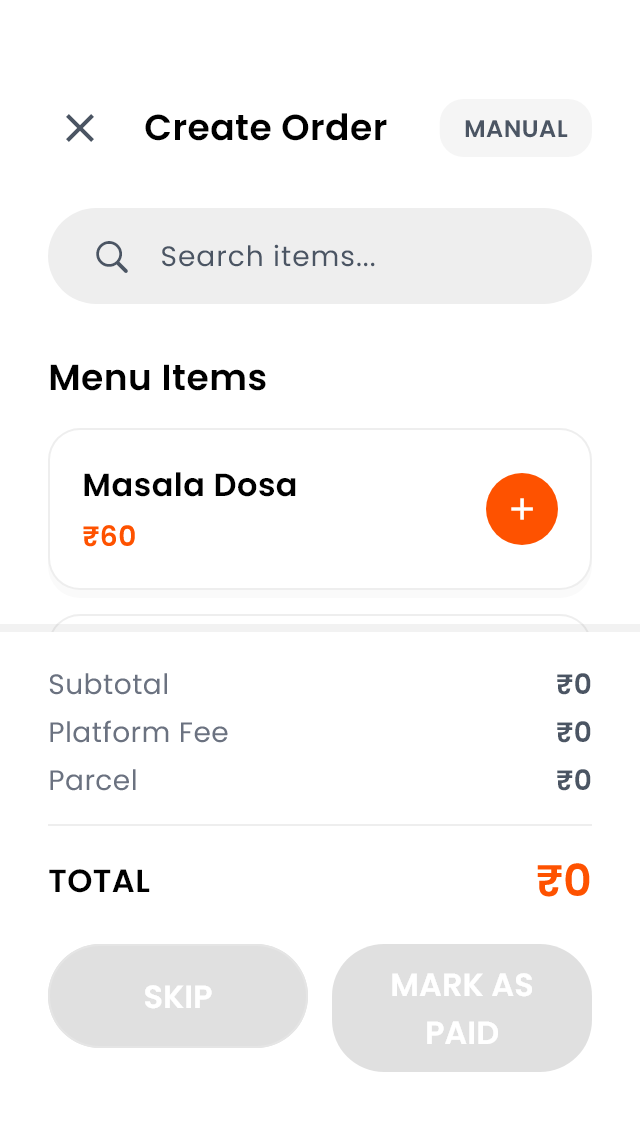 Create Order
MANUAL
Search items...
Menu Items
Masala Dosa
₹60
Subtotal ₹0
Platform Fee ₹0
Parcel ₹0
TOTAL ₹0
SKIP
MARK AS
PAID